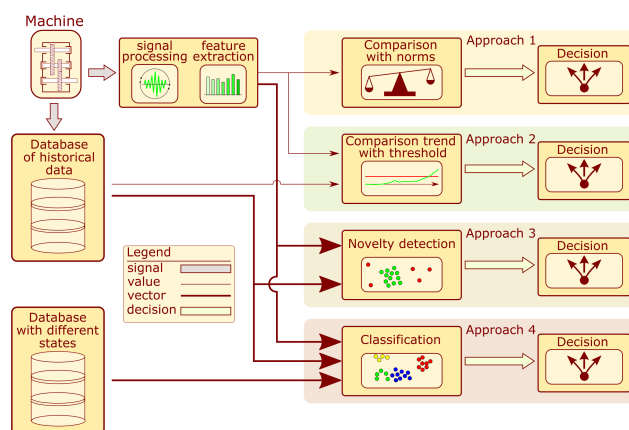 Machine
signal
processing
feature
extraction
Database
of historical
data
Database
with different
states
Legend
signal
value
vector
decision
Comparison
with norms
Approach 1
Decision
Comparison trend
with threshold
Approach 2
Decision
Novelty detection
Approach 3
Decision
Classification
Approach 4
Decision